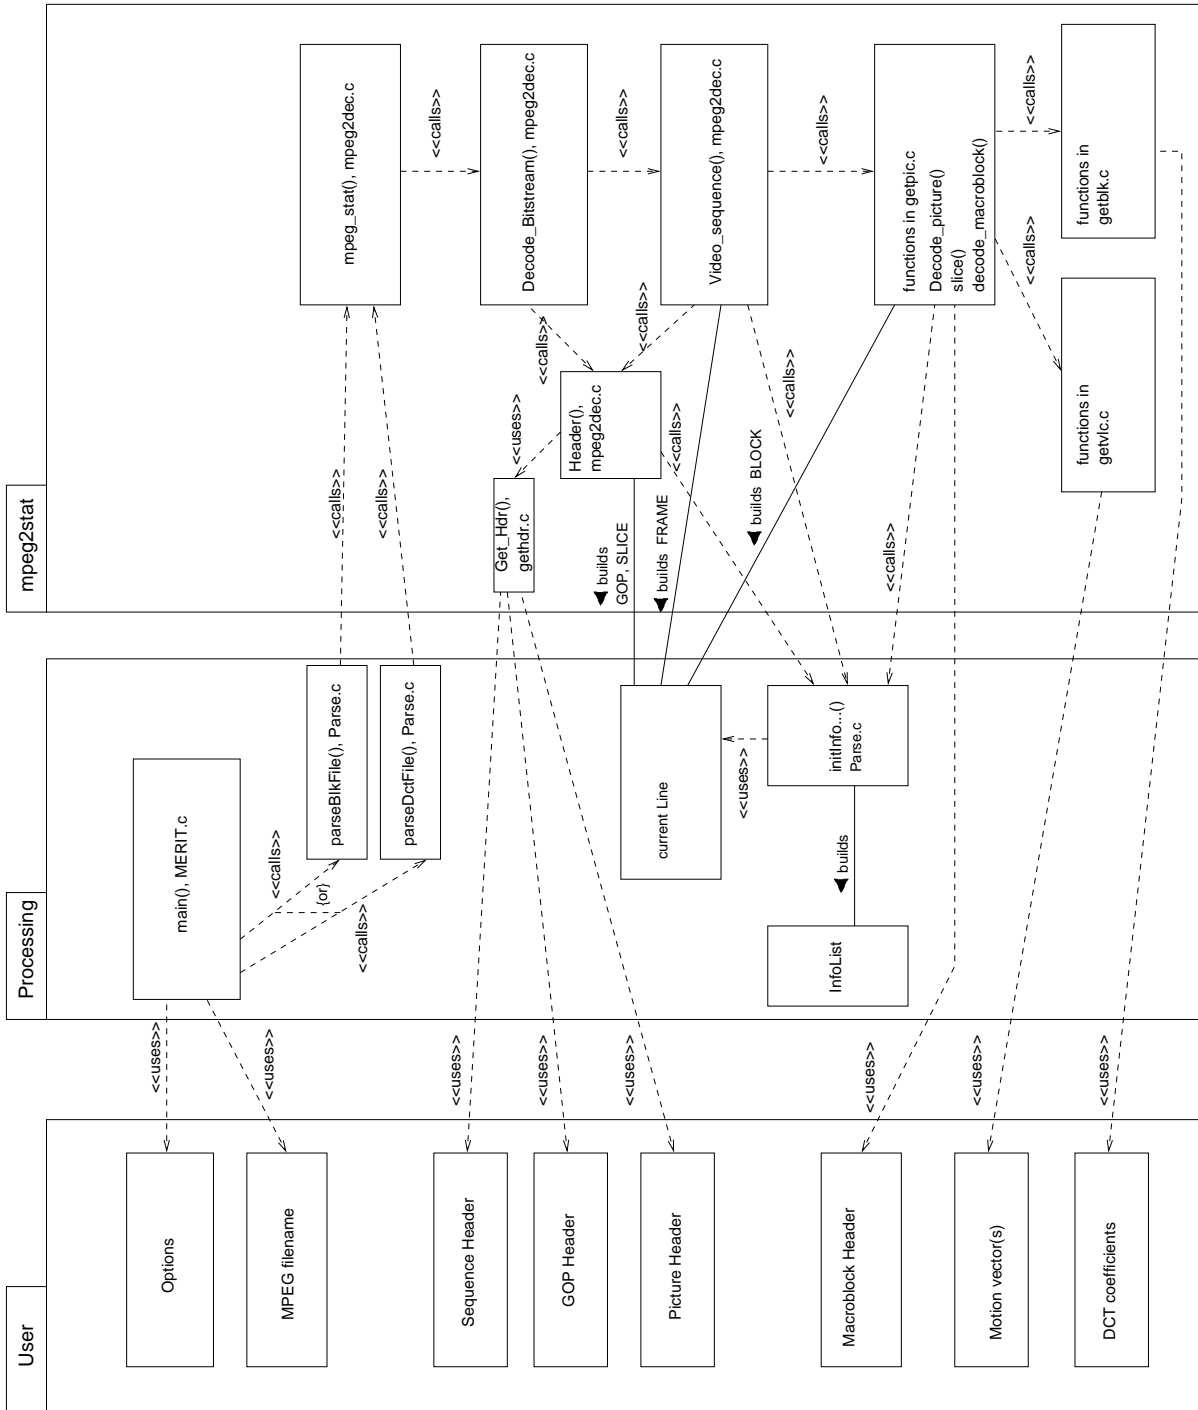 User
Options
MPEG filename
Sequence Header
GOP Header
Picture Header
Macroblock Header
Motion vector(s)
DCT coefficients
<<uses>>
<<uses>>
<<uses>>
<<uses>>
<<uses>>
<<uses>>
<<uses>>
<<uses>>
Processing
main(), MERIT.c
<<calls>>
{or}
<<calls>>
parseBlkFile(), Parse.c
parseDctFile(), Parse.c
current Line
<<uses>>
initInfo...()
Parse.c
builds
InfoList
mpeg2stat
<<calls>>
<<calls>>
mpeg_stat(), mpeg2dec.c
<<calls>>
Decode_Bitstream(), mpeg2dec.c
<<calls>>
Video_sequence(), mpeg2dec.c
<<calls>>
functions in getpic.c
Decode_picture()
slice()
decode_macroblock()
<<calls>>
<<calls>>
Header(),
mpeg2dec.c
<<uses>>
<<calls>>
Get_Hdr(),
gethdr.c
builds
GOP, SLICE
builds FRAME
builds BLOCK
<<calls>>
<<calls>>
<<calls>>
<<calls>>
functions in
getvlc.c
functions in
getblk.c